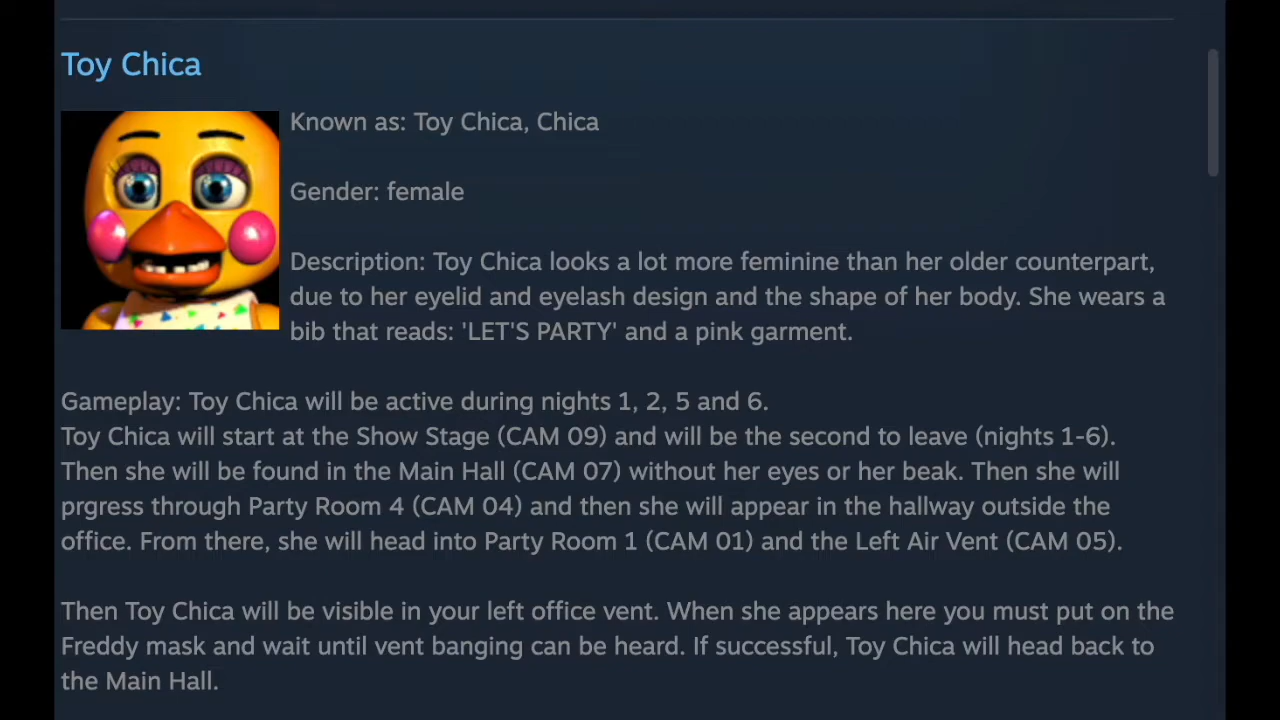 Toy Chica
Known as: Toy Chica, Chica
Gender: female
Description: Toy Chica looks a lot more feminine than her older counterpart,
due to her eyelid and eyelash design and the shape of her body. She wears a
bib that reads: 'LET'S PARTY' and a pink garment.
Gameplay: Toy Chica will be active during nights 1, 2, 5 and 6.
Toy Chica will start at the Show Stage (CAM 09) and will be the second to leave (nights 1-6).
Then she will be found in the Main Hall (CAM 07) without her eyes or her beak. Then she will
prgress through Party Room 4 (CAM 04) and then she will appear in the hallway outside the
office. From there, she will head into Party Room 1 (CAM 01) and the Left Air Vent (CAM 05).
Then Toy Chica will be visible in your left office vent. When she appears here you must put on the
Freddy mask and wait until vent banging can be heard. If successful, Toy Chica will head back to
the Main Hall.